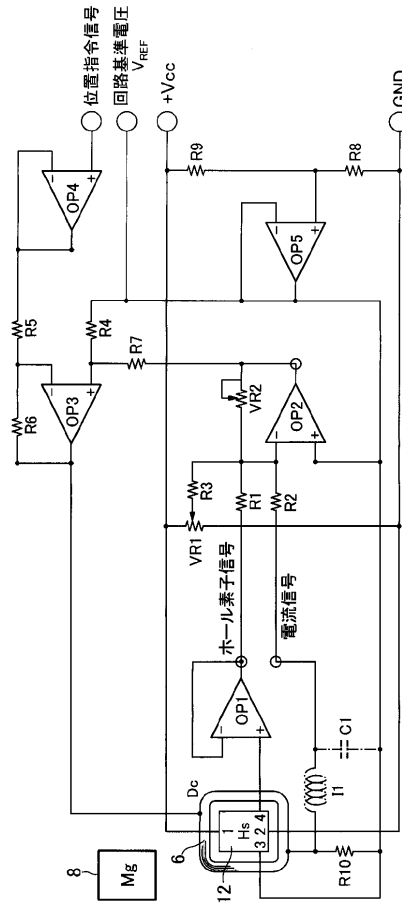 8
Mg
6
Dc
12
Hs
1
2
3
4
R10
I1
C1
OP1
ホール素子信号
電流信号
VR1
R3
R1
R2
VR2
OP2
R7
OP3
R6
R5
R4
OP4
OP5
R9
R8
位置指令信号
回路基準電圧
VREF
+Vcc
GND